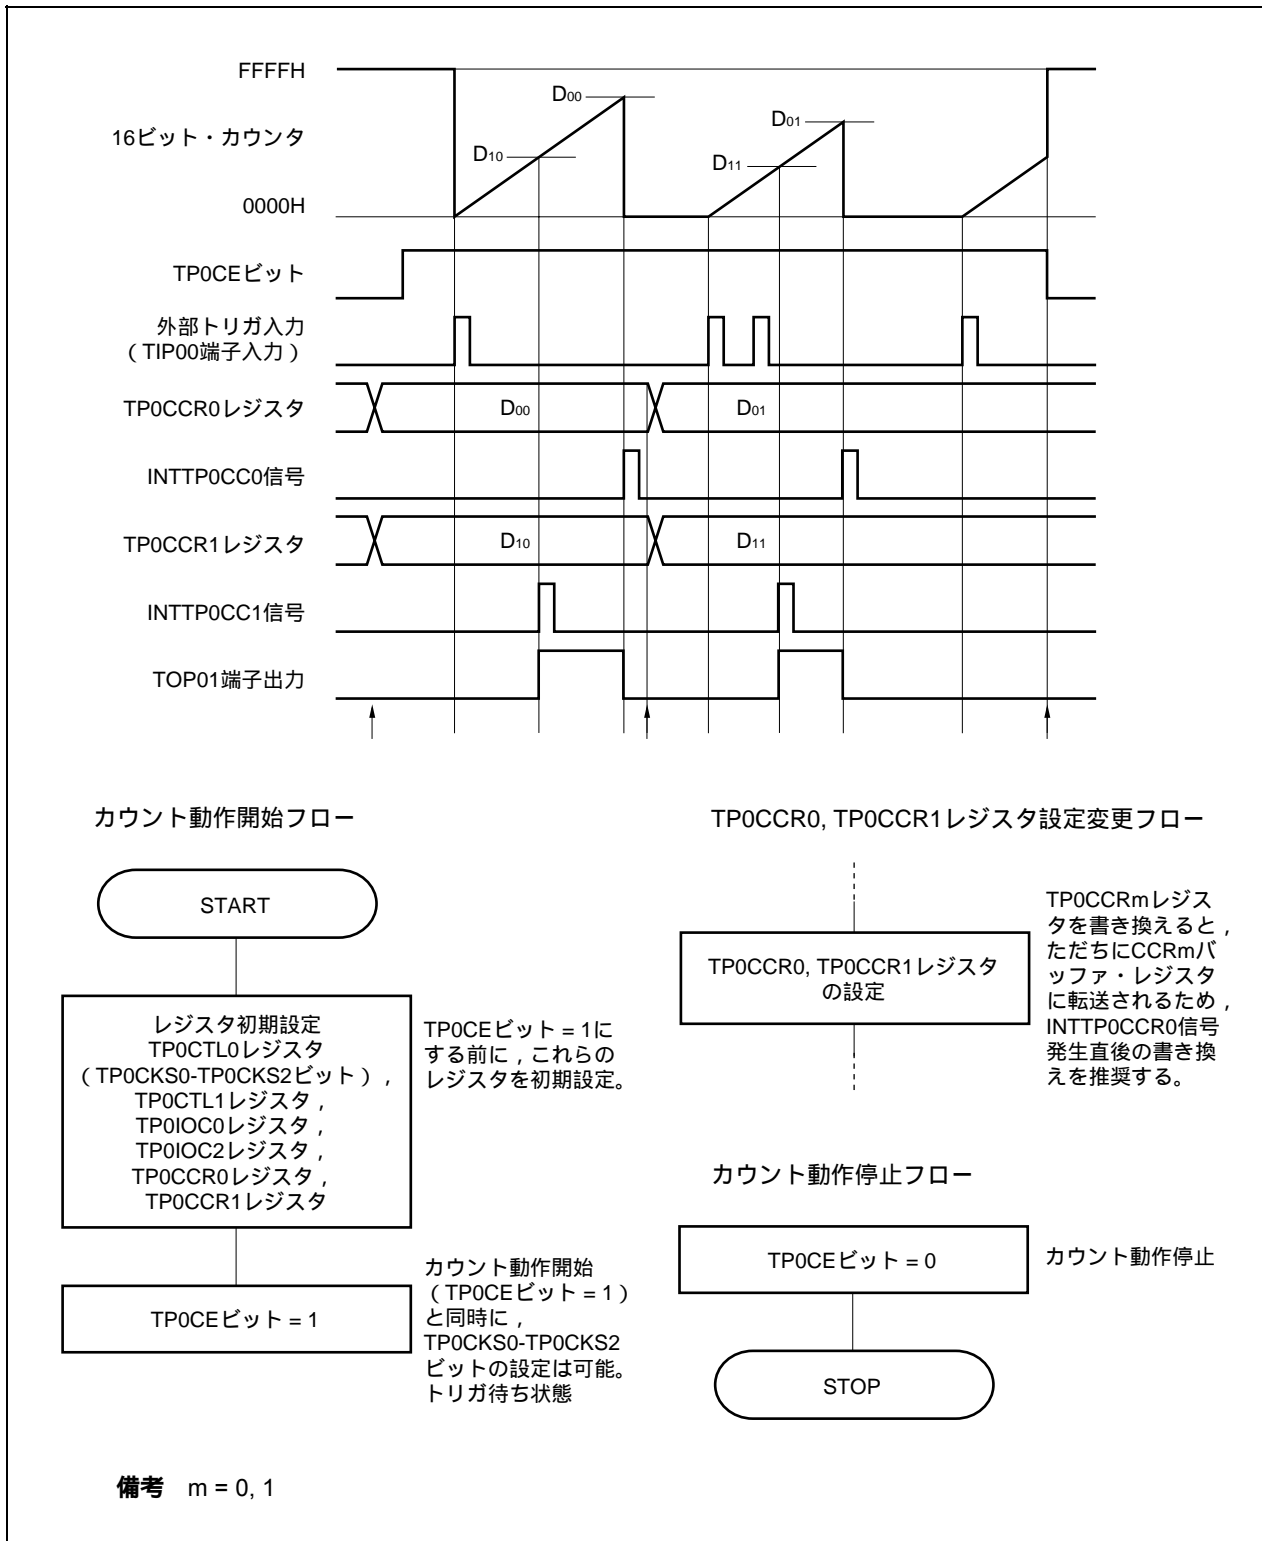 FFFFH
D00
D01
16ビット・カウンタ
D10
D11
0000H
TP0CEビット
外部トリガ入力
（TIP00端子入力）
TP0CCR0レジスタ
D00
D01
INTTP0CC0信号
TP0CCR1レジスタ
D10
D11
INTTP0CC1信号
TOP01端子出力
カウント動作開始フロー
START
レジスタ初期設定
TP0CTL0レジスタ
（TP0CKS0-TP0CKS2ビット），
TP0CTL1レジスタ，
TP0IOC0レジスタ，
TP0IOC2レジスタ，
TP0CCR0レジスタ，
TP0CCR1レジスタ
TP0CEビット = 1に
する前に，これらの
レジスタを初期設定。
TP0CEビット = 1
カウント動作開始
（TP0CEビット = 1）
と同時に，
TP0CKS0-TP0CKS2
ビットの設定は可能。
トリガ待ち状態
TP0CCR0, TP0CCR1レジスタ設定変更フロー
TP0CCR0, TP0CCR1レジスタ
の設定
TP0CCRmレジス
タを書き換えると，
ただちにCCRmバ
ッファ・レジスタ
に転送されるため，
INTTP0CCR0信号
発生直後の書き換
えを推奨する。
カウント動作停止フロー
TP0CEビット = 0
カウント動作停止
STOP
備考 m = 0, 1